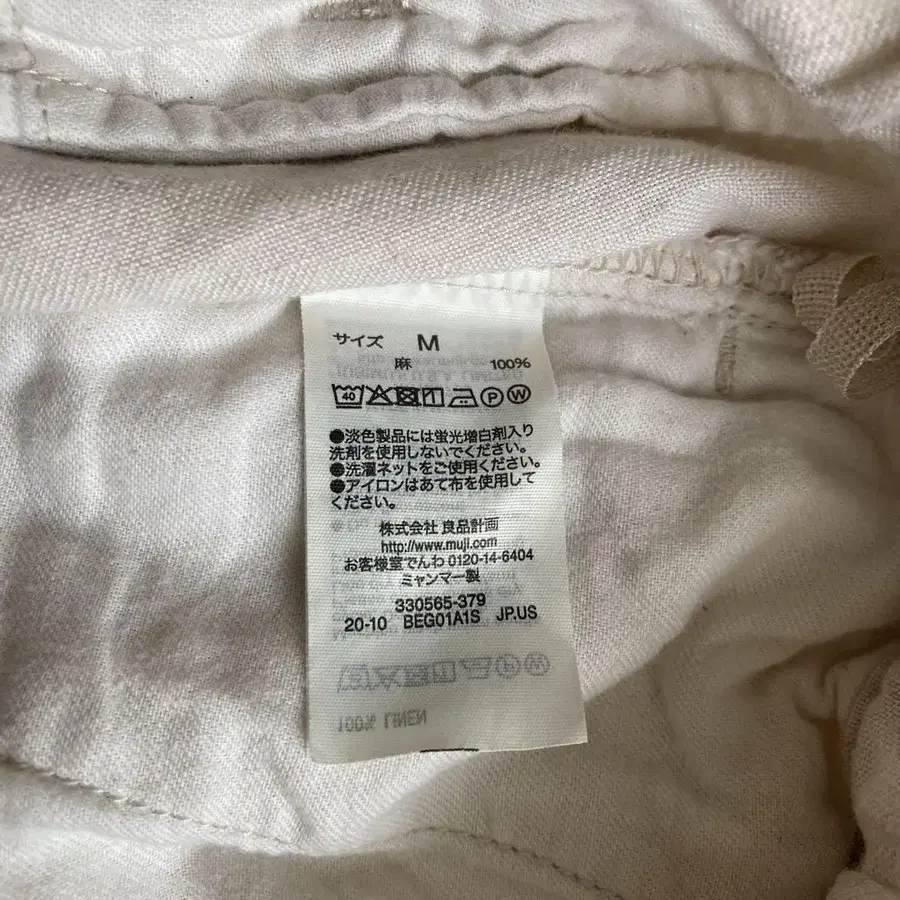 サイズ M
麻 100%
40 P W
●淡色製品には蛍光増白剤入り
洗剤を使用しないでください。
●洗濯ネットをご使用ください。
●アイロンはあて布を使用して
ください。
株式会社 良品計画
http://www.muji.com
お客様室でんわ 0120-14-6404
ミャンマー製
330565-379
20-10 BEG01A1S JP.US
100% LINEN